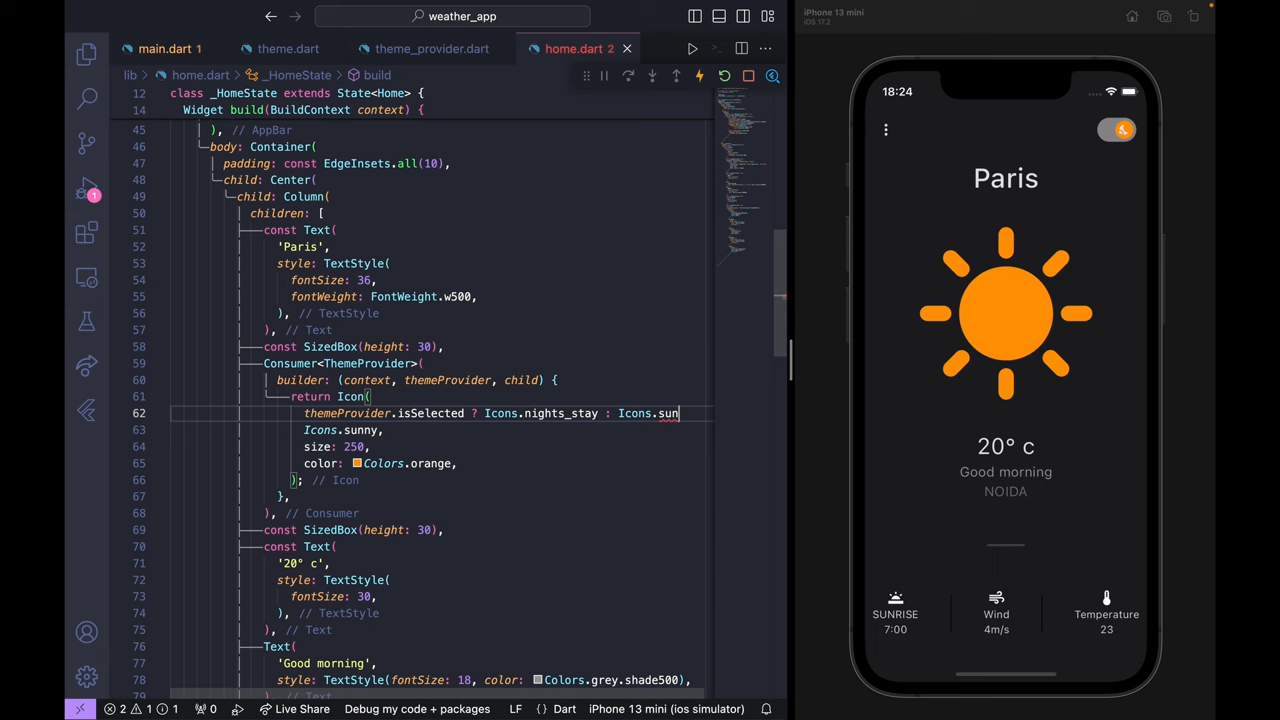 weather_app
iPhone 13 mini
iOS 17.2
main.dart 1
theme.dart
theme_provider.dart
home.dart 2
lib > home.dart > _HomeState > build
12 class _HomeState extends State<Home> {
14 Widget build(BuildContext context) {
45 ), // AppBar
46 body: Container(
47 padding: const EdgeInsets.all(10),
48 child: Center(
49 child: Column(
50 children: [
51 const Text(
52 'Paris',
53 style: TextStyle(
54 fontSize: 36,
55 fontWeight: FontWeight.w500,
56 ), // TextStyle
57 ), // Text
58 const SizedBox(height: 30),
59 Consumer<ThemeProvider>(
60 builder: (context, themeProvider, child) {
61 return Icon(
62 themeProvider.isSelected ? Icons.nights_stay : Icons.sun
63 Icons.sunny,
64 size: 250,
65 color: Colors.orange,
66 ); // Icon
67 },
68 ), // Consumer
69 const SizedBox(height: 30),
70 const Text(
71 '20° c',
72 style: TextStyle(
73 fontSize: 30,
74 ), // TextStyle
75 ), // Text
76 Text(
77 'Good morning',
78 style: TextStyle(fontSize: 18, color: Colors.grey.shade500),
79 ), // Text
1
18:24
Paris
20° c
Good morning
NOIDA
SUNRISE
7:00
Wind
4m/s
Temperature
23
2 1 1 0 Live Share Debug my code + packages LF {} Dart iPhone 13 mini (ios simulator)